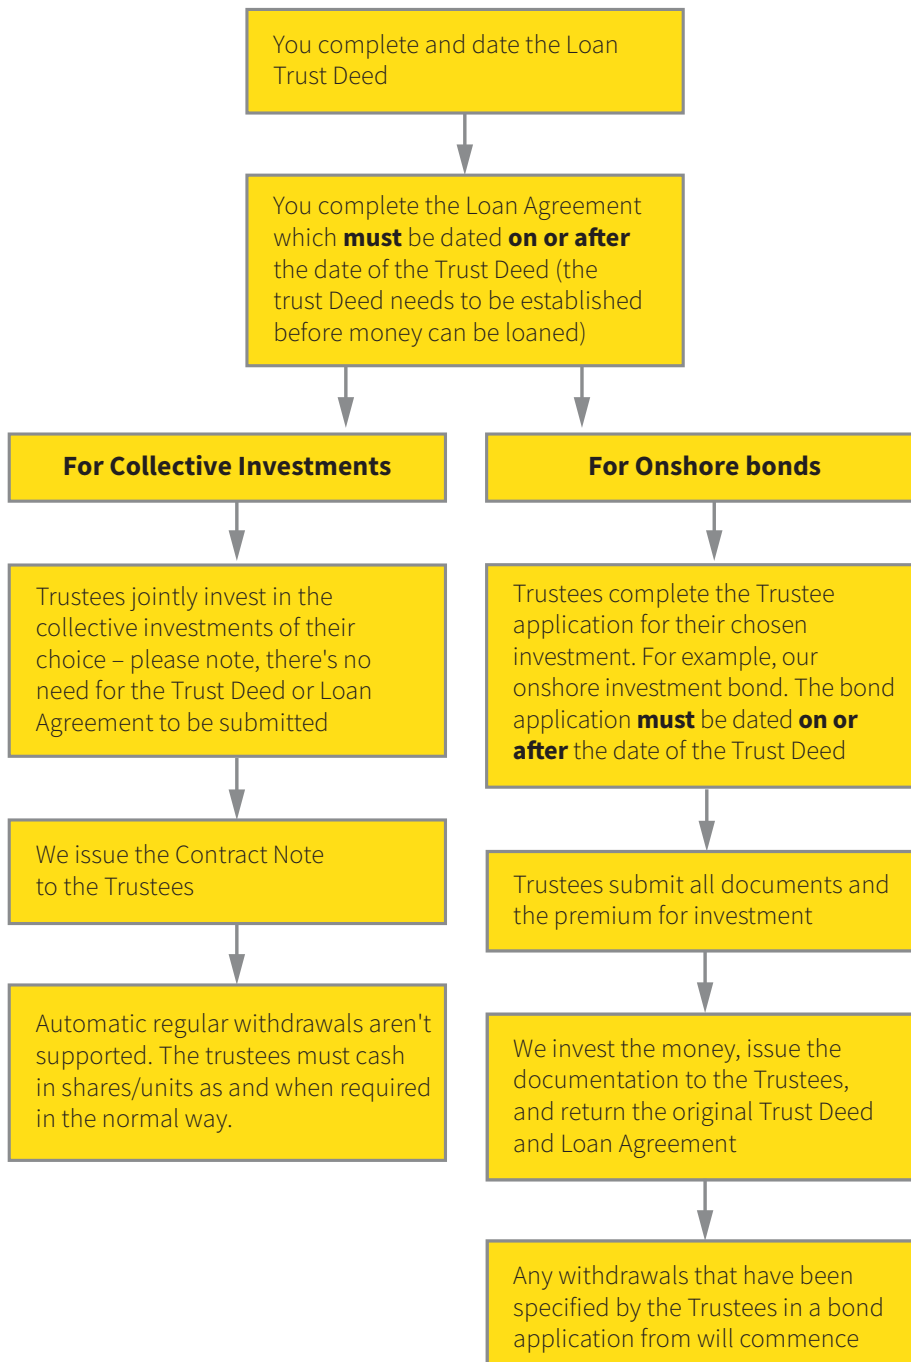 You complete and date the Loan
Trust Deed
You complete the Loan Agreement
which must be dated on or after
the date of the Trust Deed (the
trust Deed needs to be established
before money can be loaned)
For Collective Investments
Trustees jointly invest in the
collective investments of their
choice – please note, there's no
need for the Trust Deed or Loan
Agreement to be submitted
We issue the Contract Note
to the Trustees
Automatic regular withdrawals aren't
supported. The trustees must cash
in shares/units as and when required
in the normal way.
For Onshore bonds
Trustees complete the Trustee
application for their chosen
investment. For example, our
onshore investment bond. The bond
application must be dated on or
after the date of the Trust Deed
Trustees submit all documents and
the premium for investment
We invest the money, issue the
documentation to the Trustees,
and return the original Trust Deed
and Loan Agreement
Any withdrawals that have been
specified by the Trustees in a bond
application from will commence